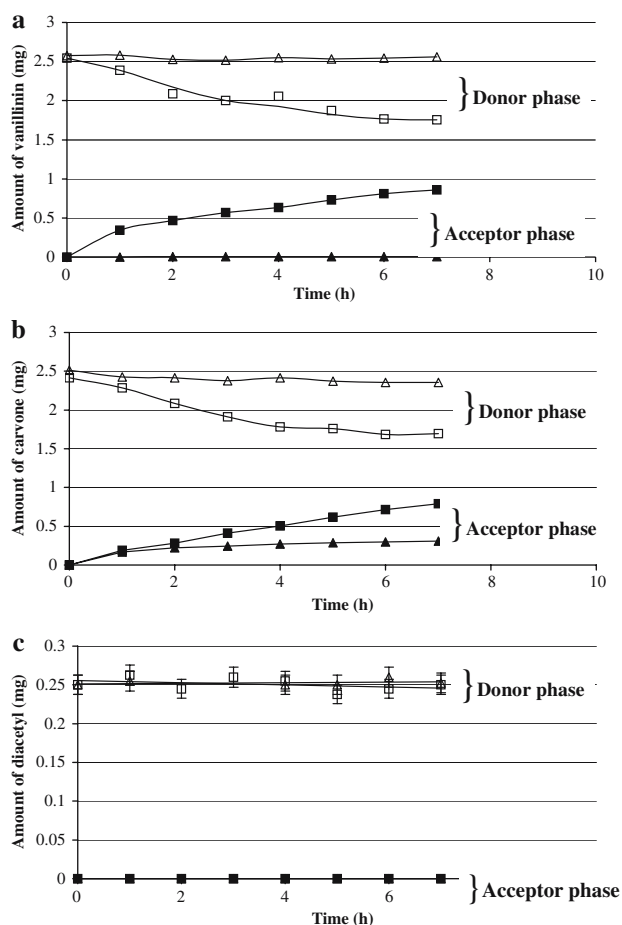 a
3
2.5
2
1.5
1
0.5
0
Amount of vanillinin (mg)
} Donor phase
} Acceptor phase
0 2 4 6 8 10
Time (h)
b
3
2.5
2
1.5
1
0.5
0
Amount of carvone (mg)
} Donor phase
} Acceptor phase
0 2 4 6 8 10
Time (h)
c
0.3
0.25
0.2
0.15
0.1
0.05
0
Amount of diacetyl (mg)
} Donor phase
} Acceptor phase
0 2 4 6
Time (h)